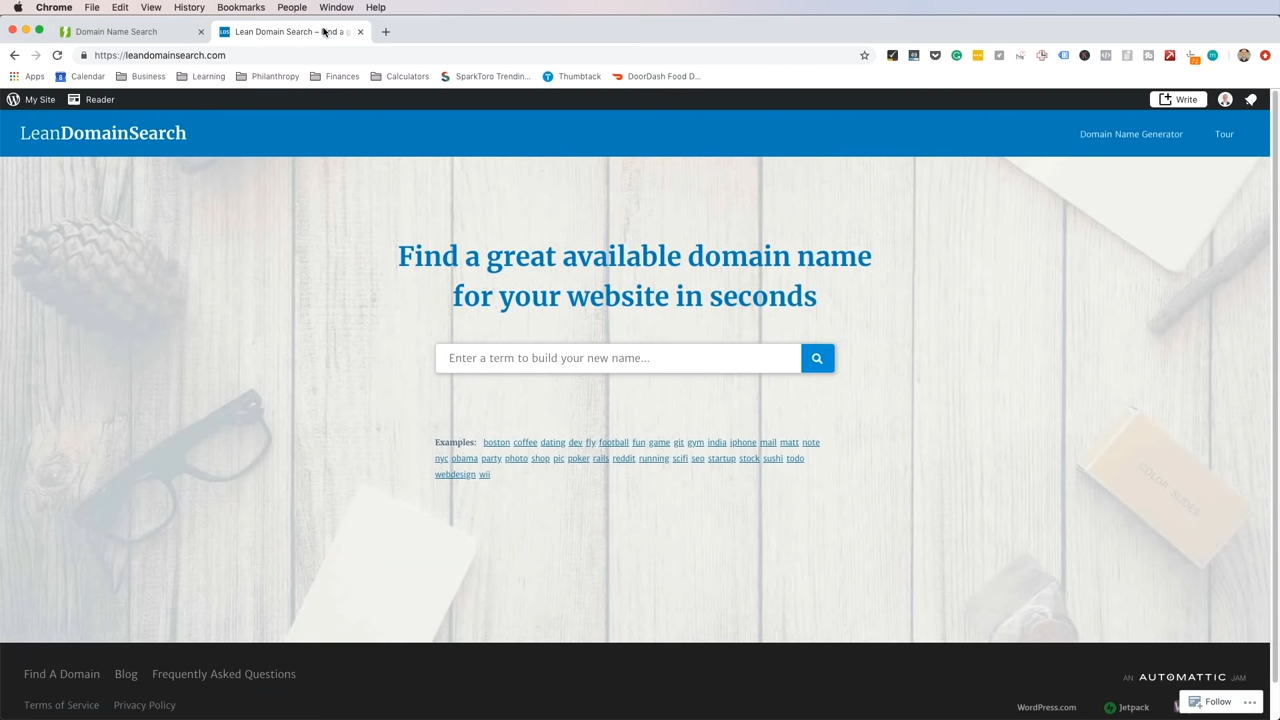 Chrome File Edit View History Bookmarks People Window Help
Domain Name Search
Lean Domain Search – Find a g
https://leandomainsearch.com
Apps Calendar Business Learning Philanthropy Finances Calculators SparkToro Trendin... Thumbtack DoorDash Food D...
My Site Reader Write
LeanDomainSearch Domain Name Generator Tour
Find a great available domain name
for your website in seconds
Enter a term to build your new name...
Examples: boston coffee dating dev fly football fun game git gym india iphone mail matt note
nyc obama party photo shop pic poker rails reddit running scifi seo startup stock sushi todo
webdesign wii
COLOR SLIDES
Find A Domain Blog Frequently Asked Questions
AN AUTOMATTIC JAM
Terms of Service Privacy Policy
WordPress.com Jetpack
Follow